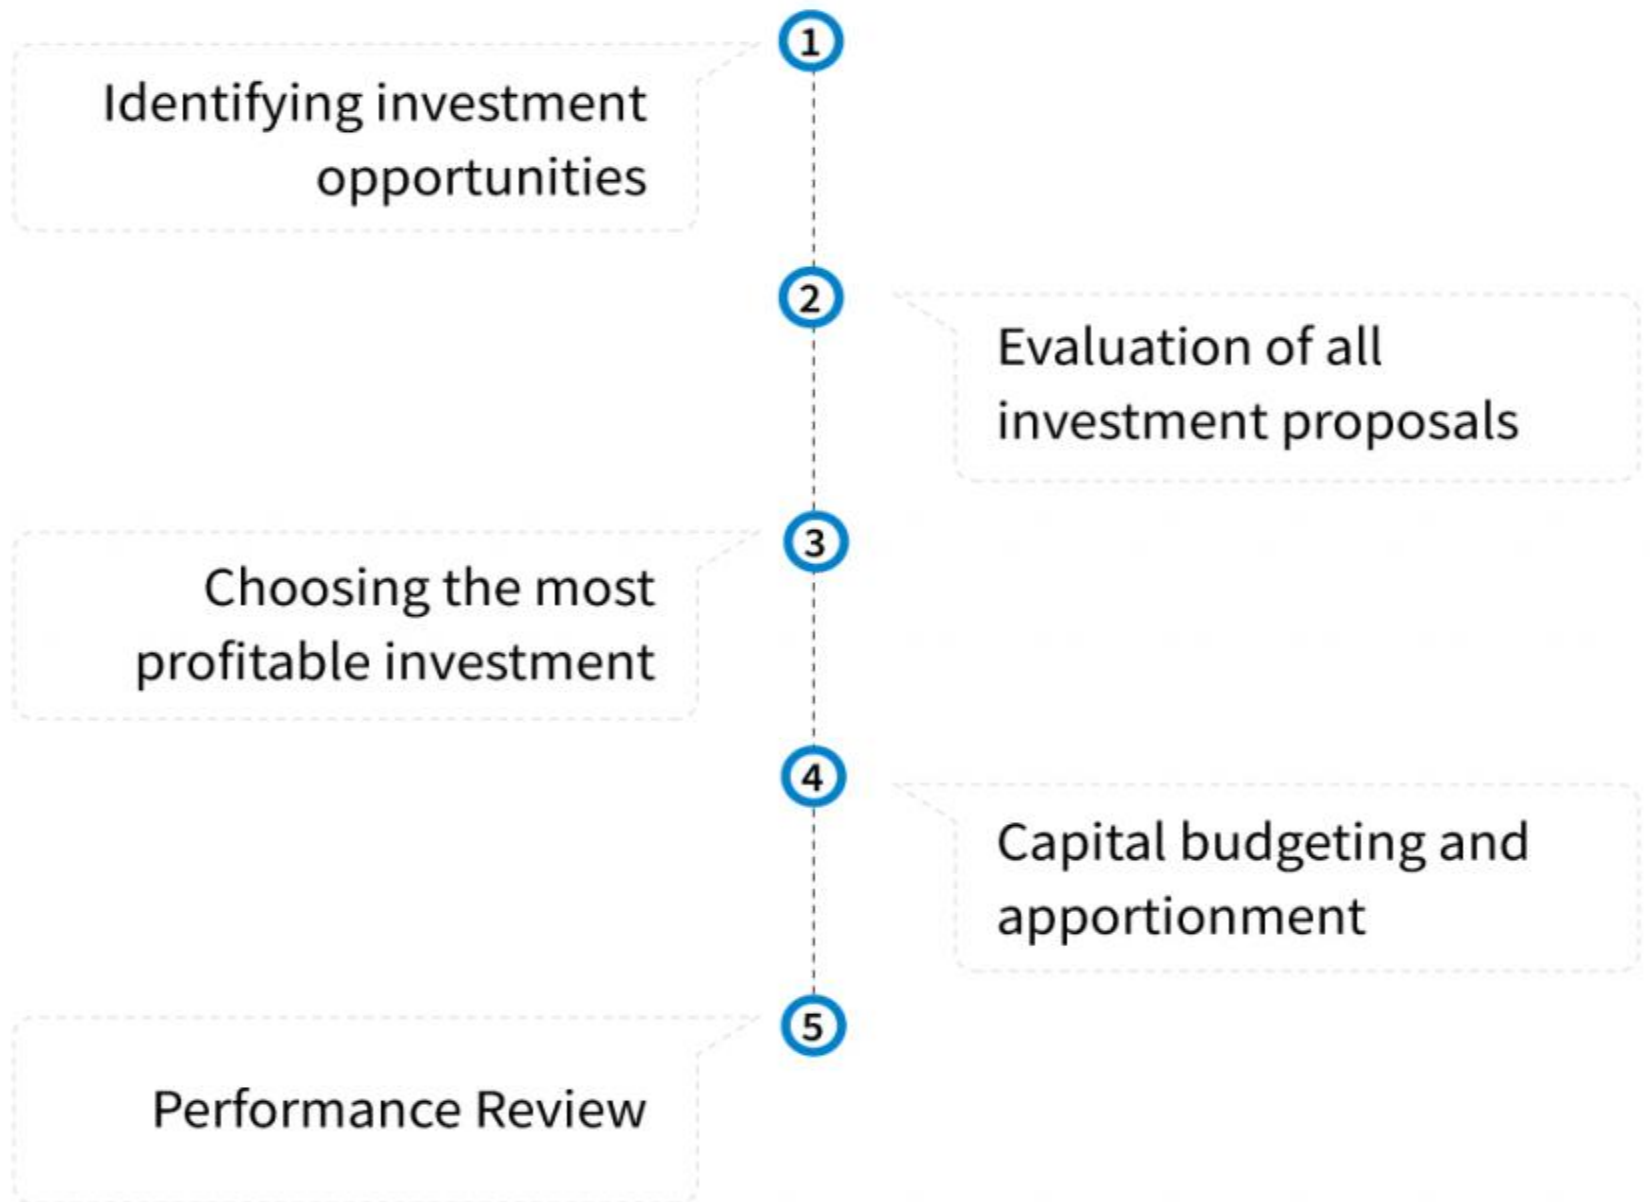 1
Identifying investment
opportunities
2
Evaluation of all
investment proposals
3
Choosing the most
profitable investment
4
Capital budgeting and
apportionment
5
Performance Review